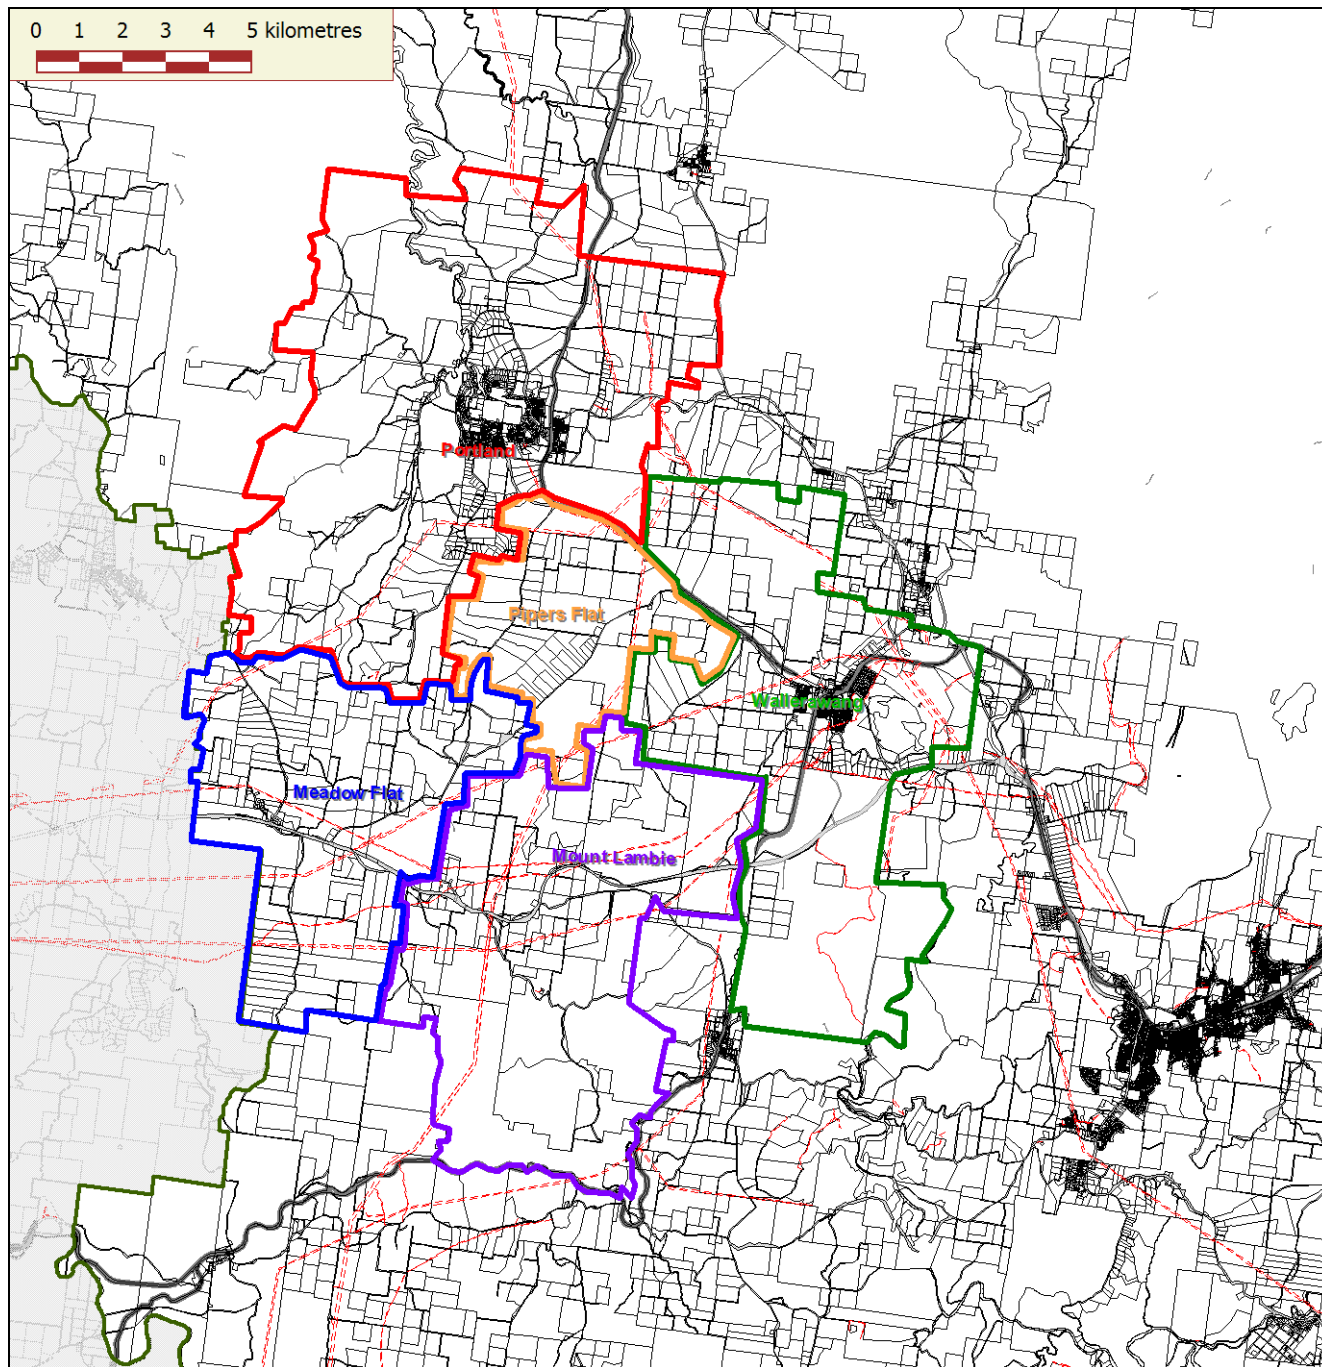 0 1 2 3 4 5 kilometres
Portland
Pipers Flat
Wallerawang
Meadow Flat
Mount Lambie